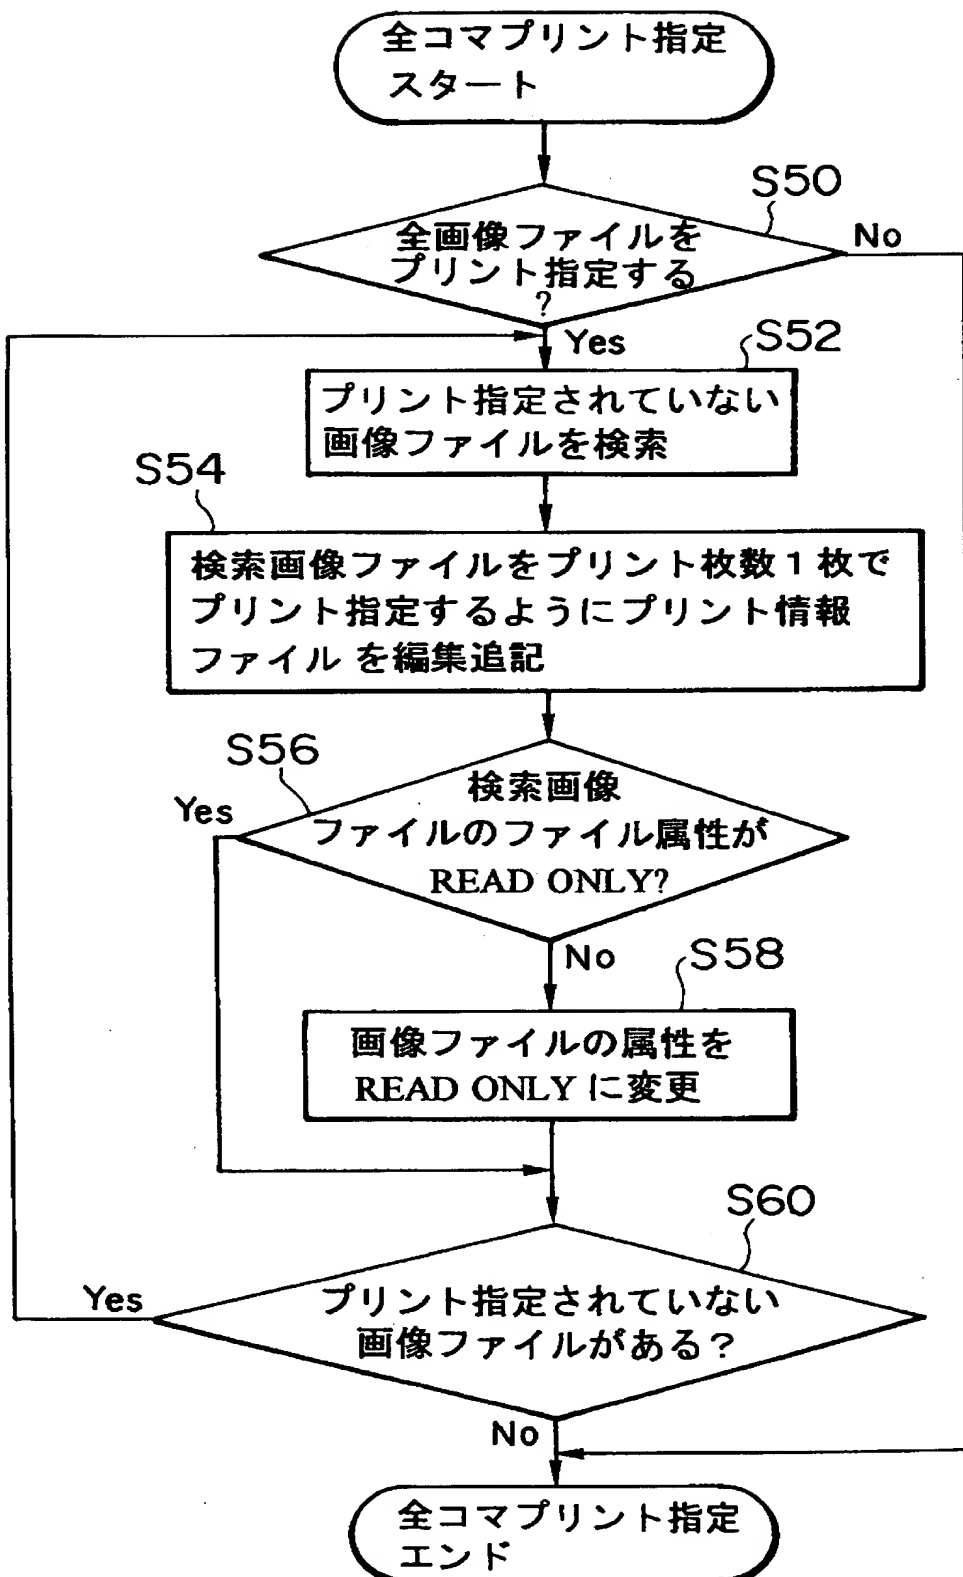 全コマプリント指定
スタート
S50
全画像ファイルを
プリント指定する
?
No
Yes
S52
プリント指定されていない
画像ファイルを検索
S54
検索画像ファイルをプリント枚数1枚で
プリント指定するようにプリント情報
ファイル を編集追記
S56
Yes
検索画像
ファイルのファイル属性が
READ ONLY?
No
S58
画像ファイルの属性を
READ ONLY に変更
S60
Yes
プリント指定されていない
画像ファイルがある?
No
全コマプリント指定
エンド